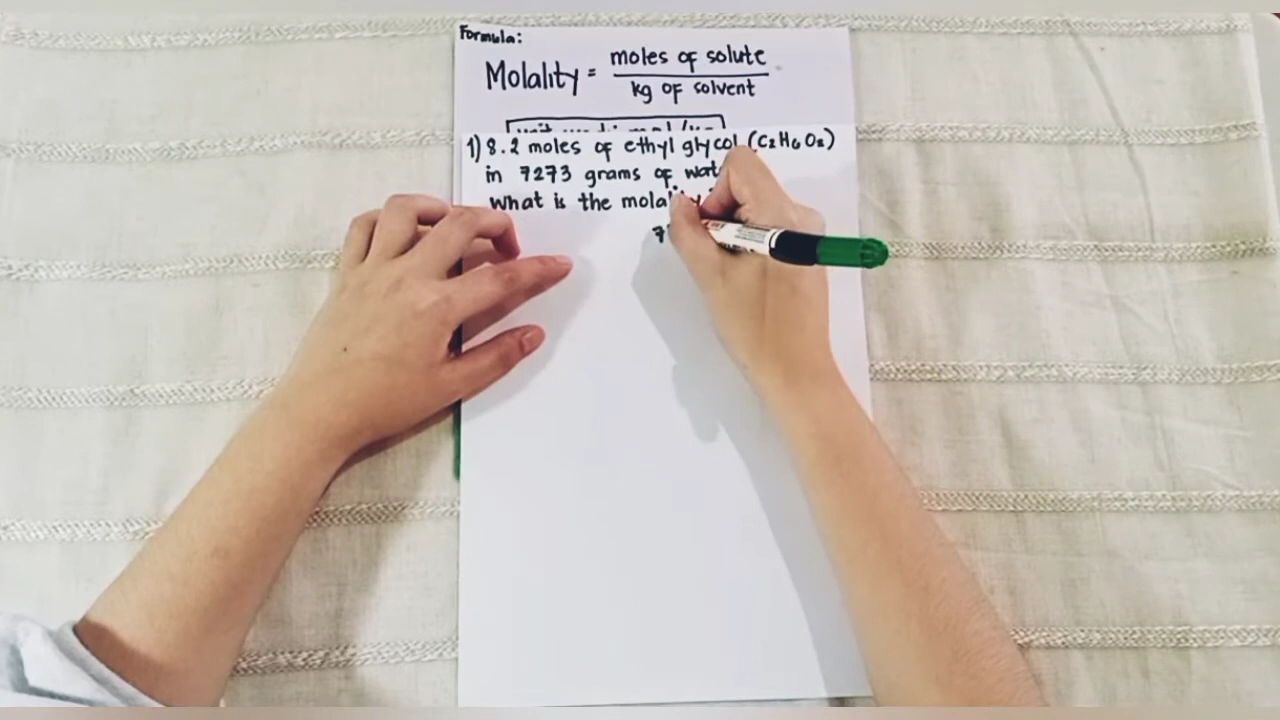 Formula:
Molality = moles of solute
kg of solvent
1) 8.2 moles of ethyl glycol (C₂H₆O₂)
in 7273 grams of
what is the
7